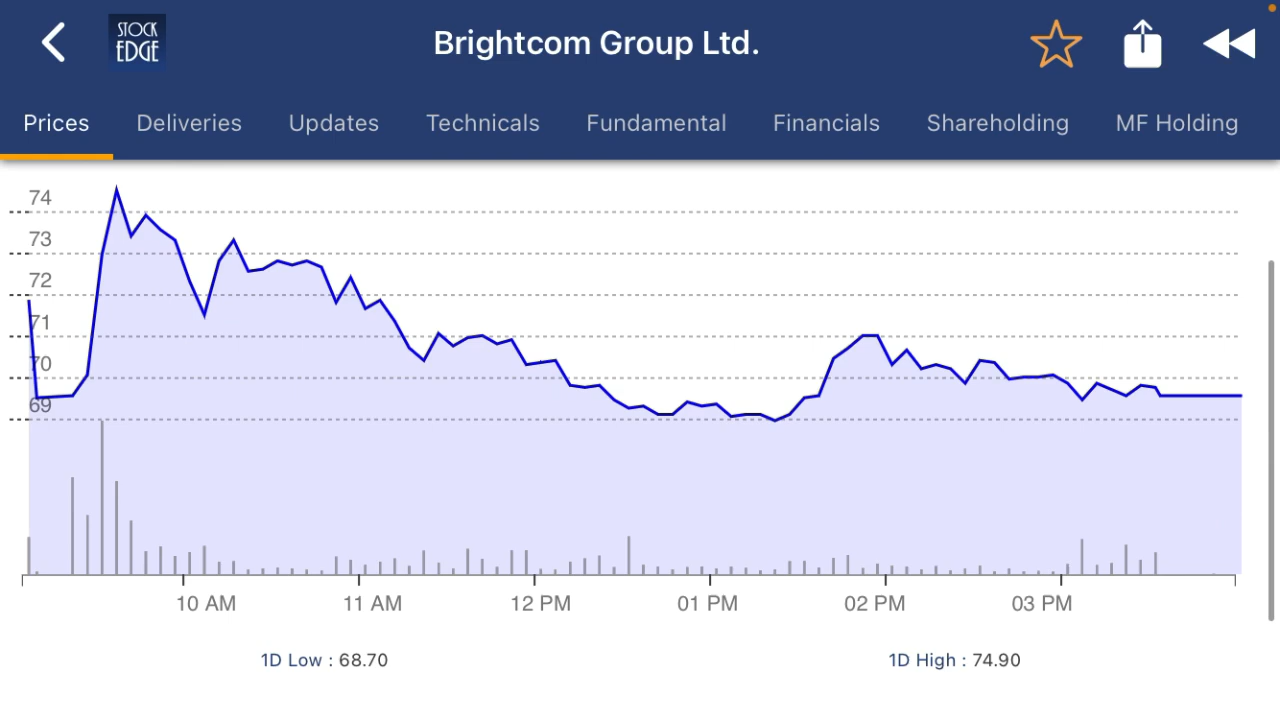 STOCK
EDGE
Brightcom Group Ltd.
Prices Deliveries Updates Technicals Fundamental Financials Shareholding MF Holding
74
73
72
71
70
69
10 AM 11 AM 12 PM 01 PM 02 PM 03 PM
1D Low : 68.70 1D High : 74.90